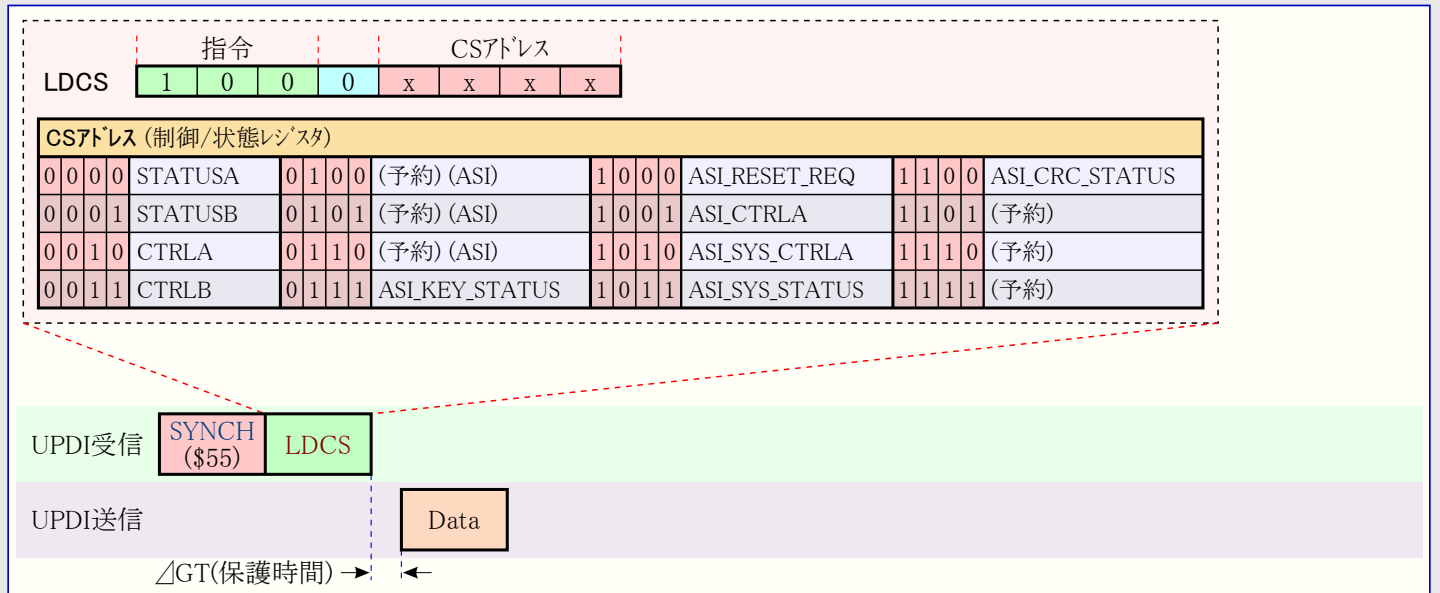 指令 CSアドレス
LDCS 1 0 0 0 x x x x
CSアドレス (制御/状態レジスタ)
0 0 0 0 STATUSA 0 1 0 0 (予約) (ASI) 1 0 0 0 ASI_RESET_REQ 1 1 0 0 ASI_CRC_STATUS
0 0 0 1 STATUSB 0 1 0 1 (予約) (ASI) 1 0 0 1 ASI_CTRLA 1 1 0 1 (予約)
0 0 1 0 CTRLA 0 1 1 0 (予約) (ASI) 1 0 1 0 ASI_SYS_CTRLA 1 1 1 0 (予約)
0 0 1 1 CTRLB 0 1 1 1 ASI_KEY_STATUS 1 0 1 1 ASI_SYS_STATUS 1 1 1 1 (予約)
UPDI受信 SYNCH
($55) LDCS
UPDI送信 Data
⊿GT(保護時間)